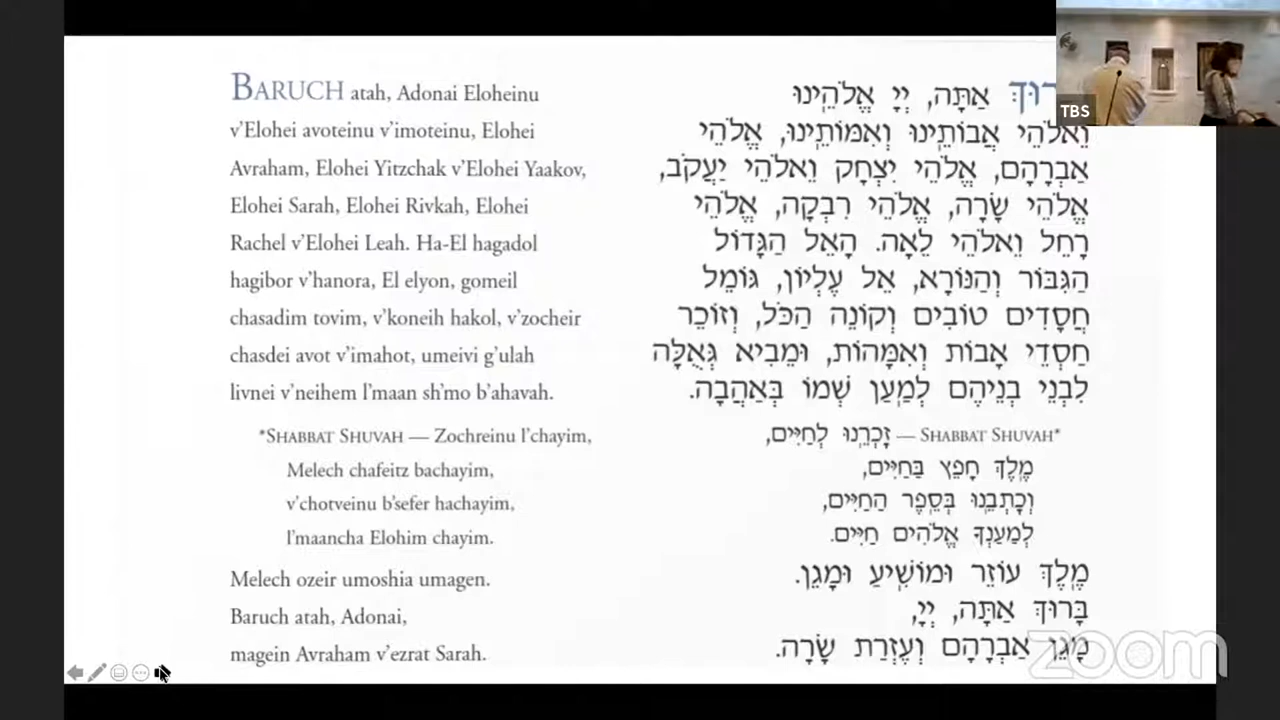 BARUCH atah, Adonai Eloheinu
v'Elohei avoteinu v'imoteinu, Elohei
Avraham, Elohei Yitzchak v'Elohei Yaakov,
Elohei Sarah, Elohei Rivkah, Elohei
Rachel v'Elohei Leah. Ha-El hagadol
hagibor v'hanora, El elyon, gomeil
chasadim tovim, v'koneih hakol, v'zocheir
chasdei avot v'imahot, umeivi g'ulah
livnei v'neihem l'maan sh'mo b'ahavah.
*SHABBAT SHUVAH — Zochreinu l'chayim,
Melech chafeitz bachayim,
v'chotveinu b'sefer hachayim,
l'maancha Elohim chayim.
Melech ozeir umoshia umagen.
Baruch atah, Adonai,
magein Avraham v'ezrat Sarah.
אַתָּה, יְיָ אֱלֹהֵֽינוּ
וֵאלֹהֵי אֲבוֹתֵֽינוּ וְאִמּוֹתֵֽינוּ, אֱלֹהֵי
אַבְרָהָם, אֱלֹהֵי יִצְחָק וֵאלֹהֵי יַעֲקֹב,
אֱלֹהֵי שָׂרָה, אֱלֹהֵי רִבְקָה, אֱלֹהֵי
רָחֵל וֵאלֹהֵי לֵאָה. הָאֵל הַגָּדוֹל
הַגִּבּוֹר וְהַנּוֹרָא, אֵל עֶלְיוֹן, גּוֹמֵל
חֲסָדִים טוֹבִים וְקוֹנֵה הַכֹּל, וְזוֹכֵר
חַסְדֵי אָבוֹת וְאִמָּהוֹת, וּמֵבִיא גְּאֻלָּה
לִבְנֵי בְנֵיהֶם לְמַֽעַן שְׁמוֹ בְּאַהֲבָה.
*SHABBAT SHUVAH — זָכְרֵֽנוּ לְחַיִּים,
מֶֽלֶךְ חָפֵץ בַּחַיִּים,
וְכָתְבֵֽנוּ בְּסֵֽפֶר הַחַיִּים,
לְמַעַנְךָ אֱלֹהִים חַיִּים.
מֶֽלֶךְ עוֹזֵר וּמוֹשִֽׁיעַ וּמָגֵן.
בָּרוּךְ אַתָּה, יְיָ,
מָגֵן אַבְרָהָם וְעֶזְרַת שָׂרָה.
TBS
zoom